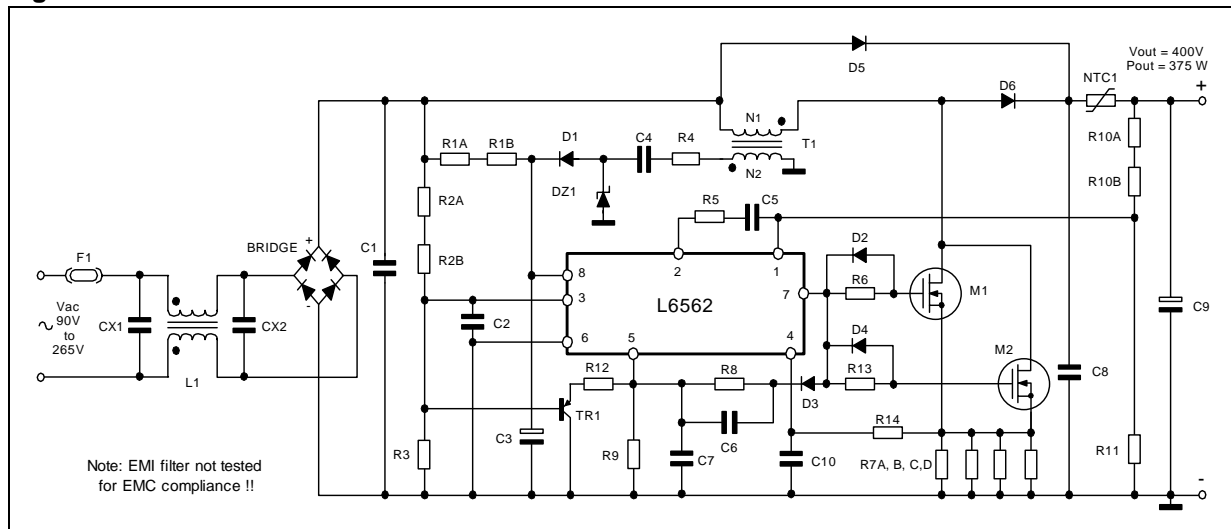 Vout = 400V
Pout = 375 W
D5
NTC1
+
D6
N1
T1
N2
R1A
R1B
D1
C4
R4
R10A
DZ1
R10B
R2A
R5
C5
BRIDGE
+
-
C1
R2B
2
1
D2
8
3
6
L6562
7
R6
M1
F1
Vac
90V
to
265V
CX1
CX2
L1
C2
5
4
D4
C9
M2
R12
R8
D3
R13
C8
TR1
C6
R14
R3
C3
R9
C7
C10
R7A, B, C,D
R11
-
Note: EMI filter not tested
for EMC compliance !!